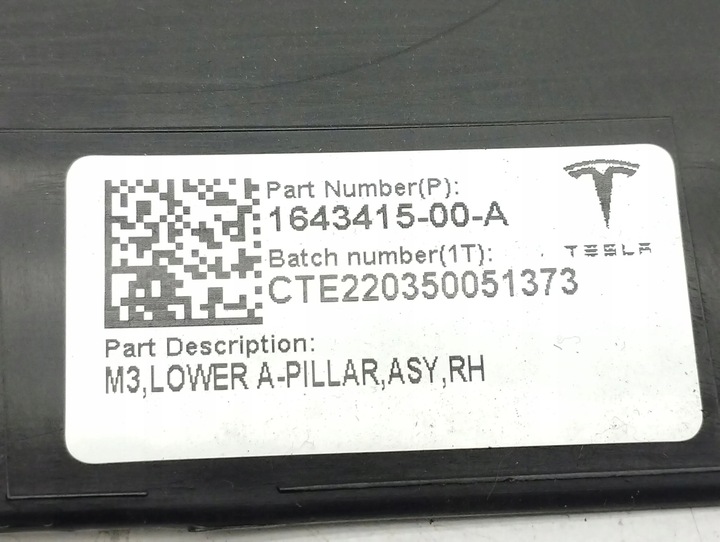 Part Number(P):
1643415-00-A
Batch number(1T):
TESLA
CTE220350051373
Part Description:
M3,LOWER A-PILLAR,ASY,RH